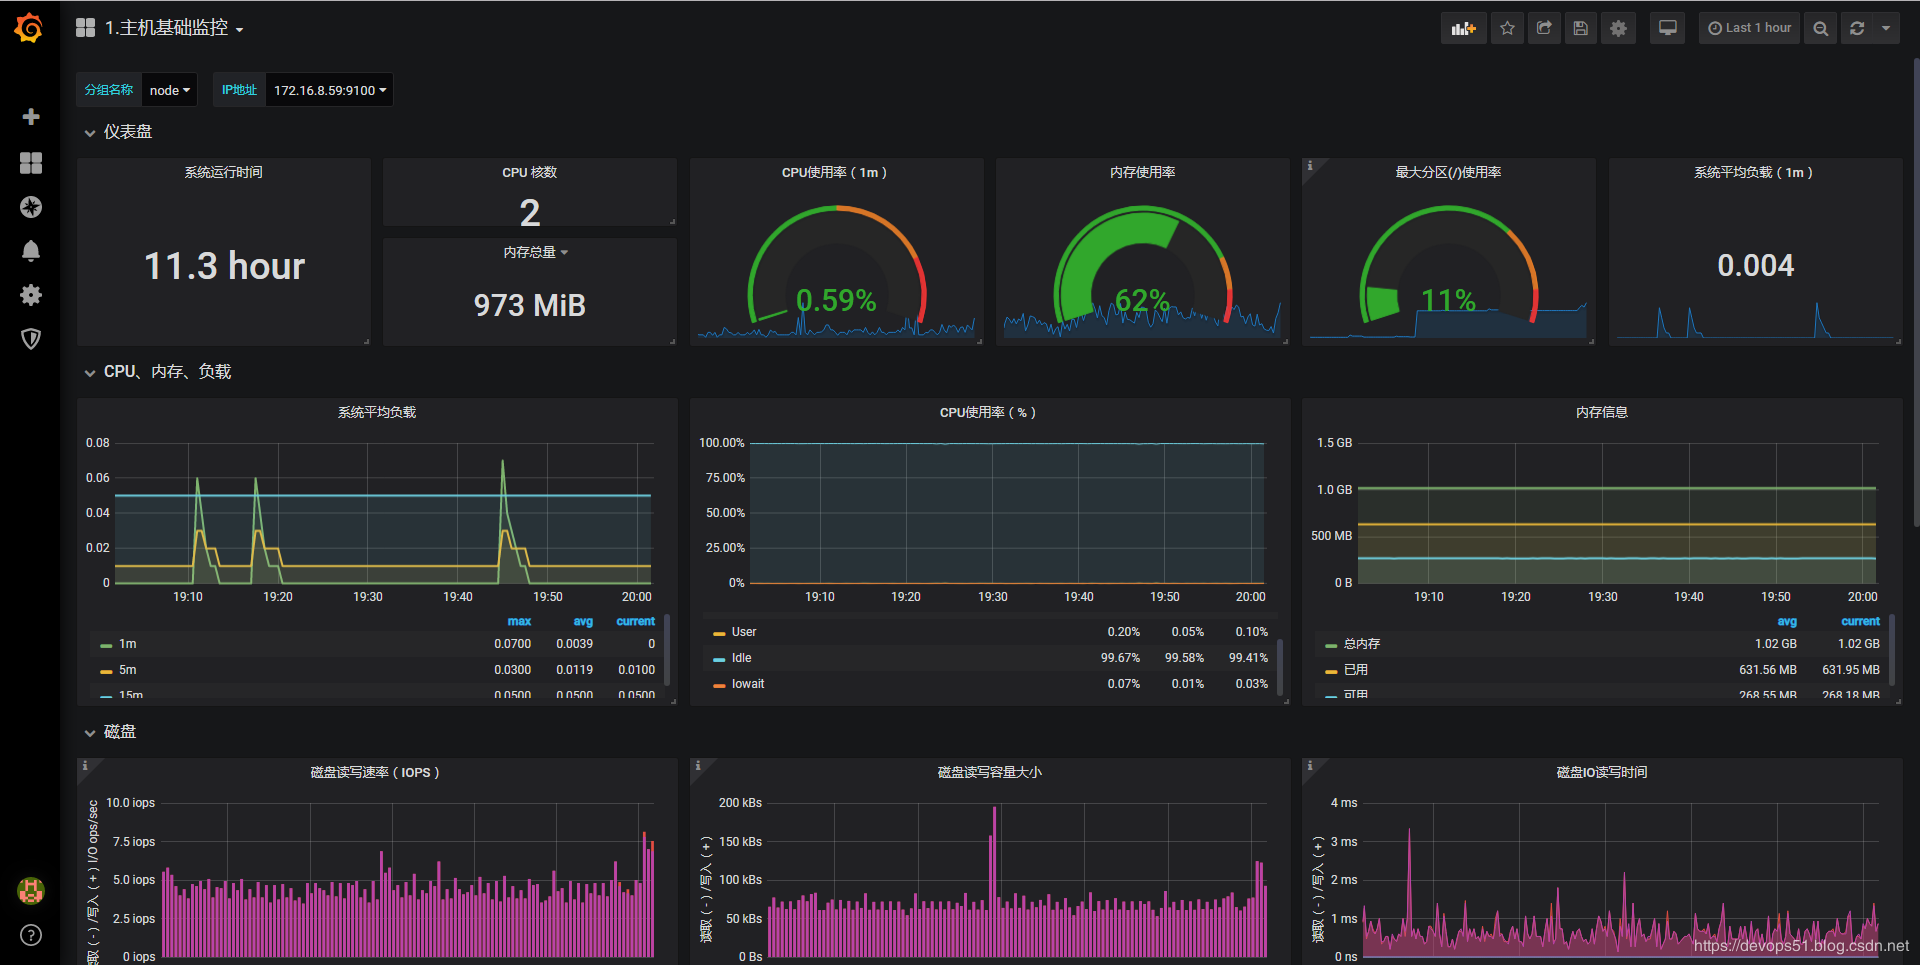 1.主机基础监控
Last 1 hour
分组名称 node IP地址 172.16.8.59:9100
仪表盘
系统运行时间
11.3 hour
CPU 核数
2
内存总量
973 MiB
CPU使用率（1m）
0.59%
内存使用率
62%
最大分区(/)使用率
11%
系统平均负载（1m）
0.004
CPU、内存、负载
系统平均负载
0.08
0.06
0.04
0.02
0
19:10 19:20 19:30 19:40 19:50 20:00
max avg current
1m 0.0700 0.0039 0
5m 0.0300 0.0119 0.0100
15m 0.0500 0.0500 0.0500
CPU使用率（%）
100.00%
75.00%
50.00%
25.00%
0%
19:10 19:20 19:30 19:40 19:50 20:00
User 0.20% 0.05% 0.10%
Idle 99.67% 99.58% 99.41%
Iowait 0.07% 0.01% 0.03%
内存信息
1.5 GB
1.0 GB
500 MB
0 B
19:10 19:20 19:30 19:40 19:50 20:00
avg current
总内存 1.02 GB 1.02 GB
已用 631.56 MB 631.95 MB
可用 268.55 MB 268.18 MB
磁盘
磁盘读写速率（IOPS）
读取（-）/写入（+）I/O ops/sec
10.0 iops
7.5 iops
5.0 iops
2.5 iops
0 iops
磁盘读写容量大小
读取（-）/写入（+）
200 kBs
150 kBs
100 kBs
50 kBs
0 Bs
磁盘IO读写时间
读取（-）/写入（+）
4 ms
3 ms
2 ms
1 ms
0 ns
https://devops51.blog.csdn.net